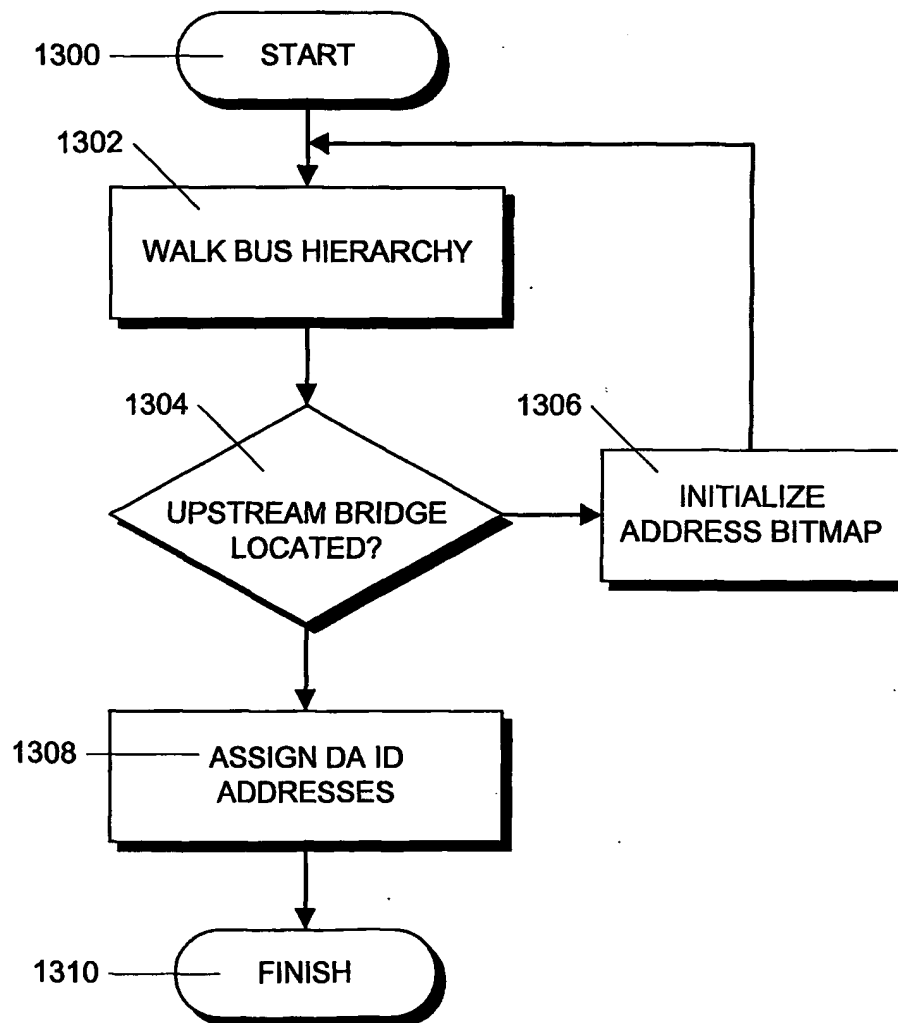 1300
START
1302
WALK BUS HIERARCHY
1304
UPSTREAM BRIDGE
LOCATED?
1306
INITIALIZE
ADDRESS BITMAP
1308
ASSIGN DA ID
ADDRESSES
1310
FINISH